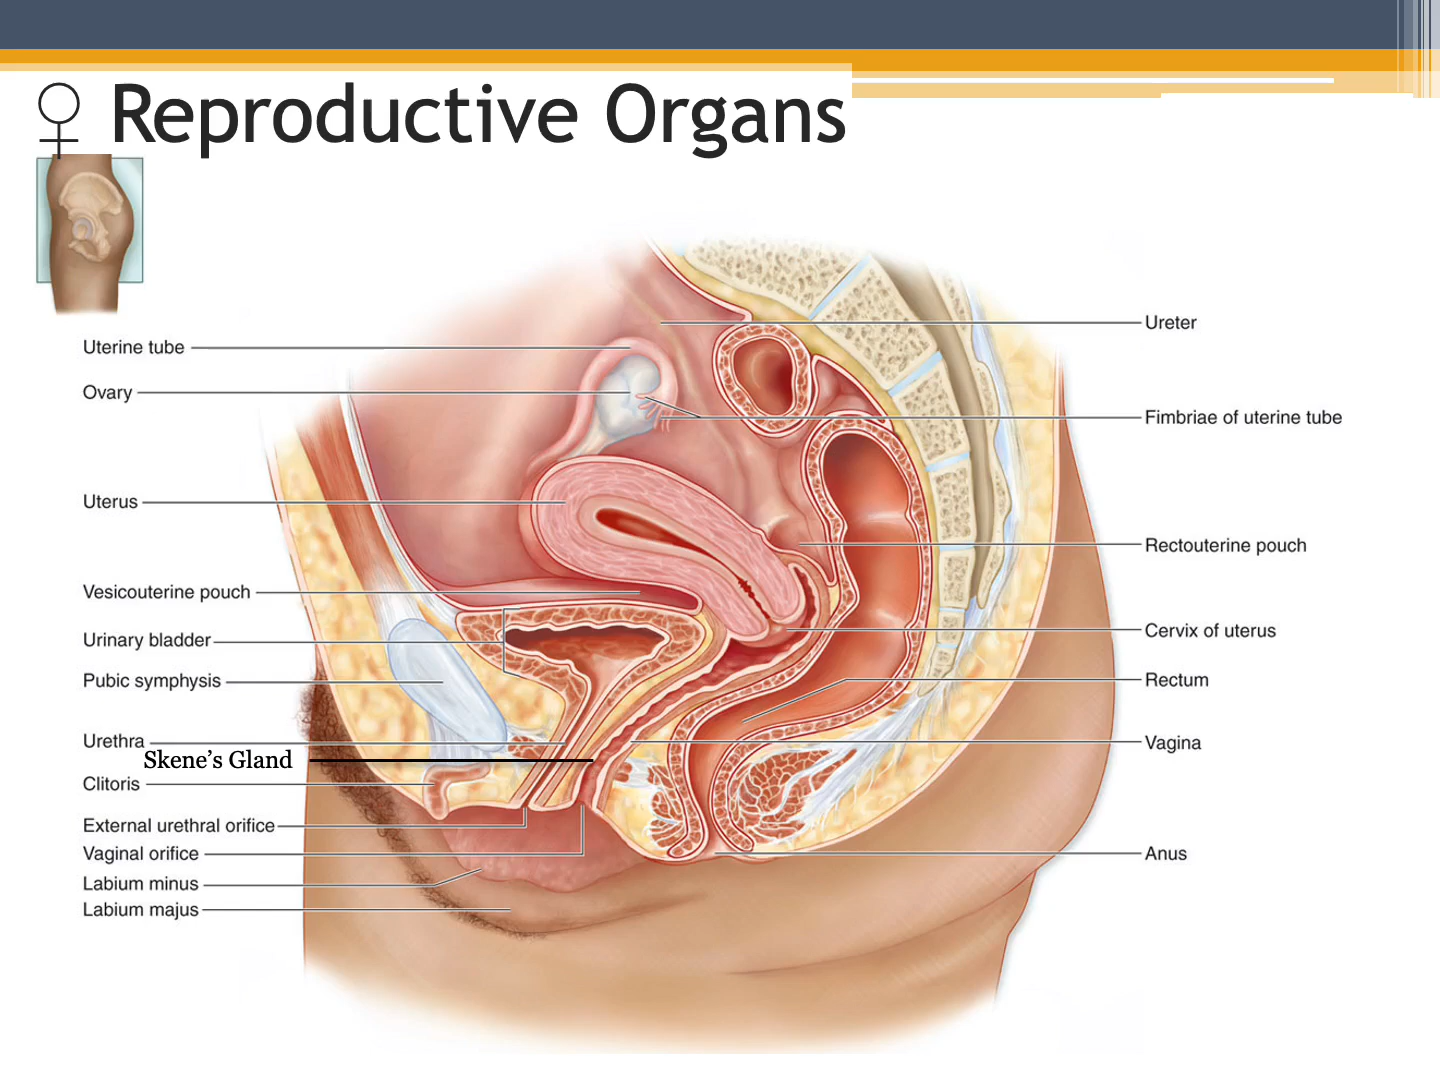 ♀ Reproductive Organs
Uterine tube
Ovary
Uterus
Vesicouterine pouch
Urinary bladder
Pubic symphysis
Urethra
Skene’s Gland
Clitoris
External urethral orifice
Vaginal orifice
Labium minus
Labium majus
Ureter
Fimbriae of uterine tube
Rectouterine pouch
Cervix of uterus
Rectum
Vagina
Anus